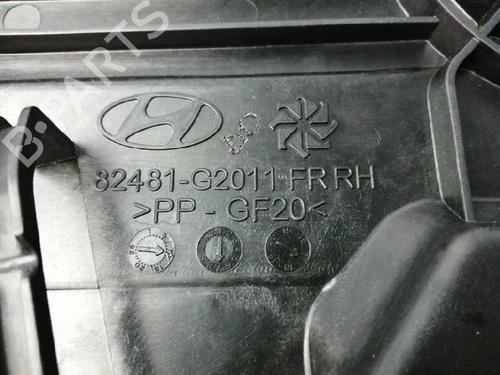 82481-G2011 FR RH
>PP - GF20<
B-PARTS